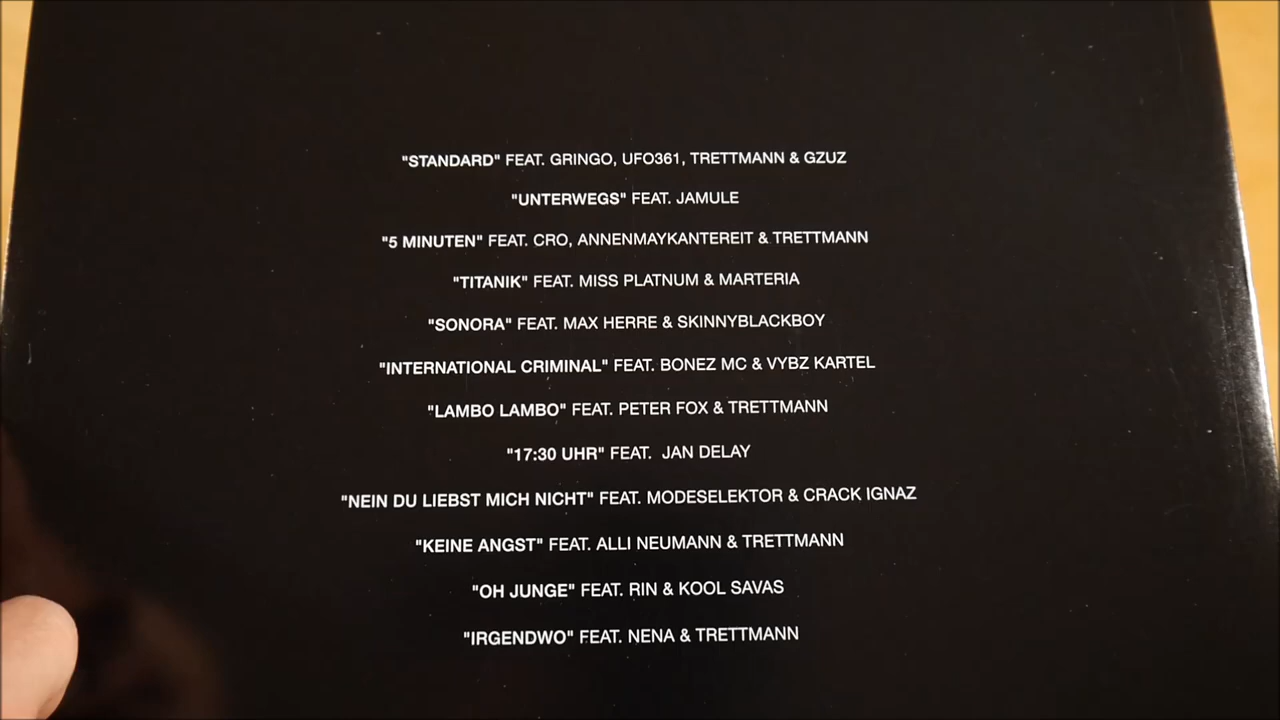 "STANDARD" FEAT. GRINGO, UFO361, TRETTMANN & GZUZ
"UNTERWEGS" FEAT. JAMULE
"5 MINUTEN" FEAT. CRO, ANNENMAYKANTEREIT & TRETTMANN
"TITANIK" FEAT. MISS PLATNUM & MARTERIA
"SONORA" FEAT. MAX HERRE & SKINNYBLACKBOY
"INTERNATIONAL CRIMINAL" FEAT. BONEZ MC & VYBZ KARTEL
"LAMBO LAMBO" FEAT. PETER FOX & TRETTMANN
"17:30 UHR" FEAT. JAN DELAY
"NEIN DU LIEBST MICH NICHT" FEAT. MODESELEKTOR & CRACK IGNAZ
"KEINE ANGST" FEAT. ALLI NEUMANN & TRETTMANN
"OH JUNGE" FEAT. RIN & KOOL SAVAS
"IRGENDWO" FEAT. NENA & TRETTMANN